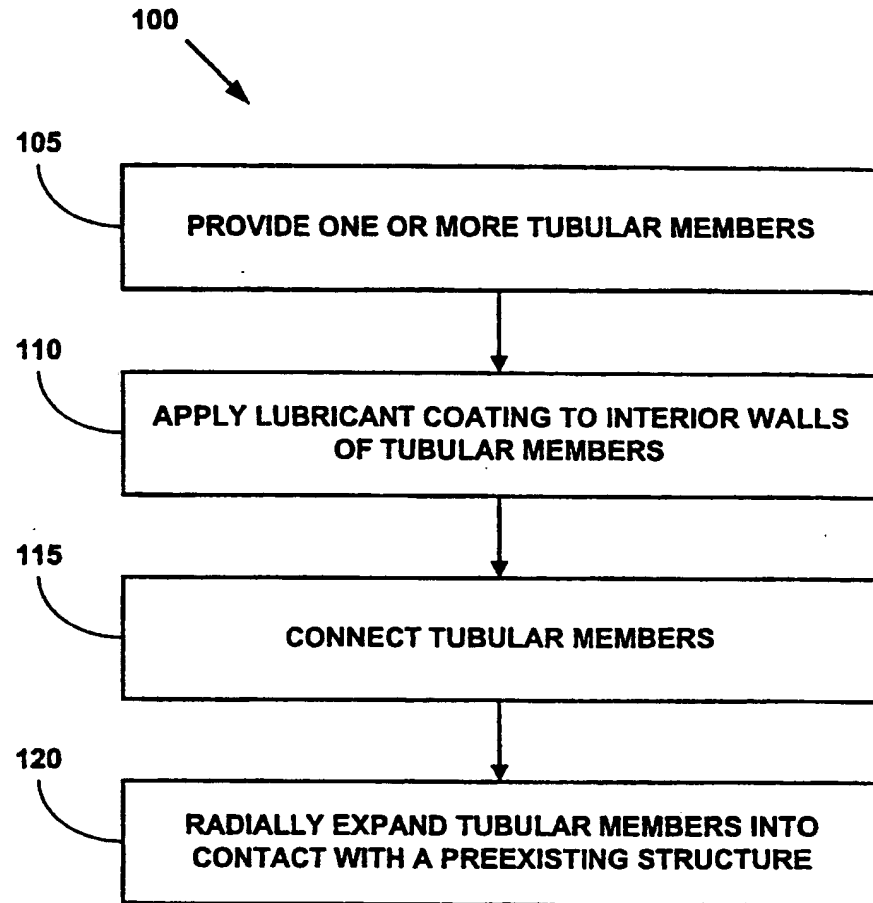 100
105
PROVIDE ONE OR MORE TUBULAR MEMBERS
110
APPLY LUBRICANT COATING TO INTERIOR WALLS
OF TUBULAR MEMBERS
115
CONNECT TUBULAR MEMBERS
120
RADIALLY EXPAND TUBULAR MEMBERS INTO
CONTACT WITH A PREEXISTING STRUCTURE